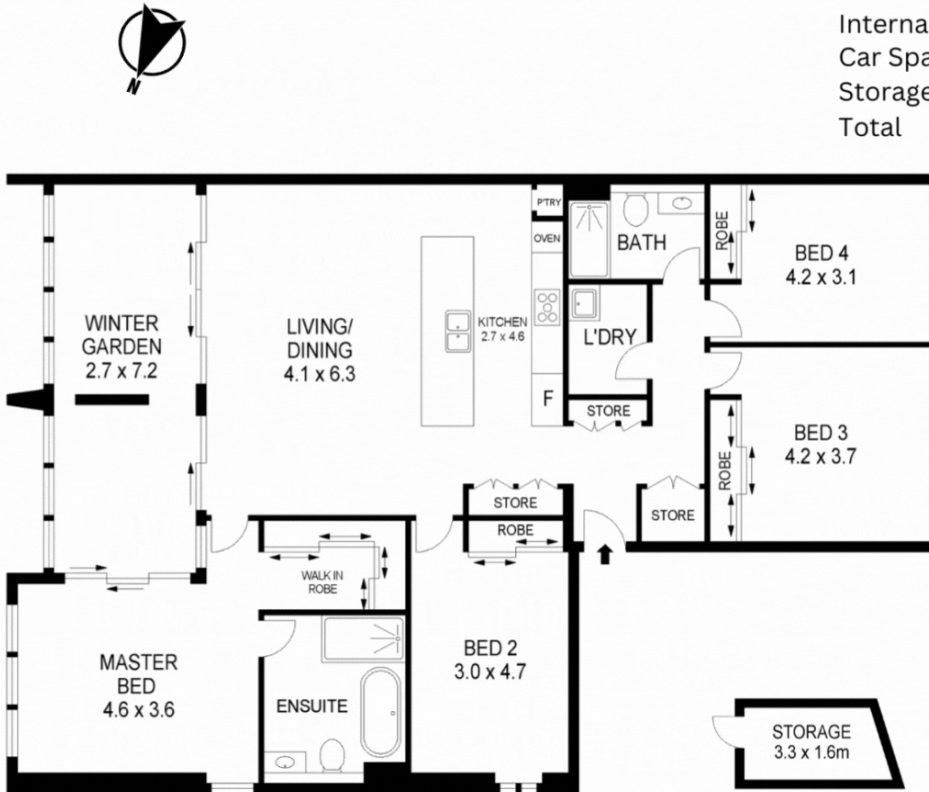 N
Interna
Car Spa
Storage
Total
P'TRY
OVEN
BATH
ROBE
BED 4
4.2 x 3.1
WINTER
GARDEN
2.7 x 7.2
LIVING/
DINING
4.1 x 6.3
KITCHEN
2.7 x 4.6
L'DRY
F
STORE
BED 3
4.2 x 3.7
ROBE
STORE
STORE
ROBE
WALK IN
ROBE
MASTER
BED
4.6 x 3.6
ENSUITE
BED 2
3.0 x 4.7
STORAGE
3.3 x 1.6m